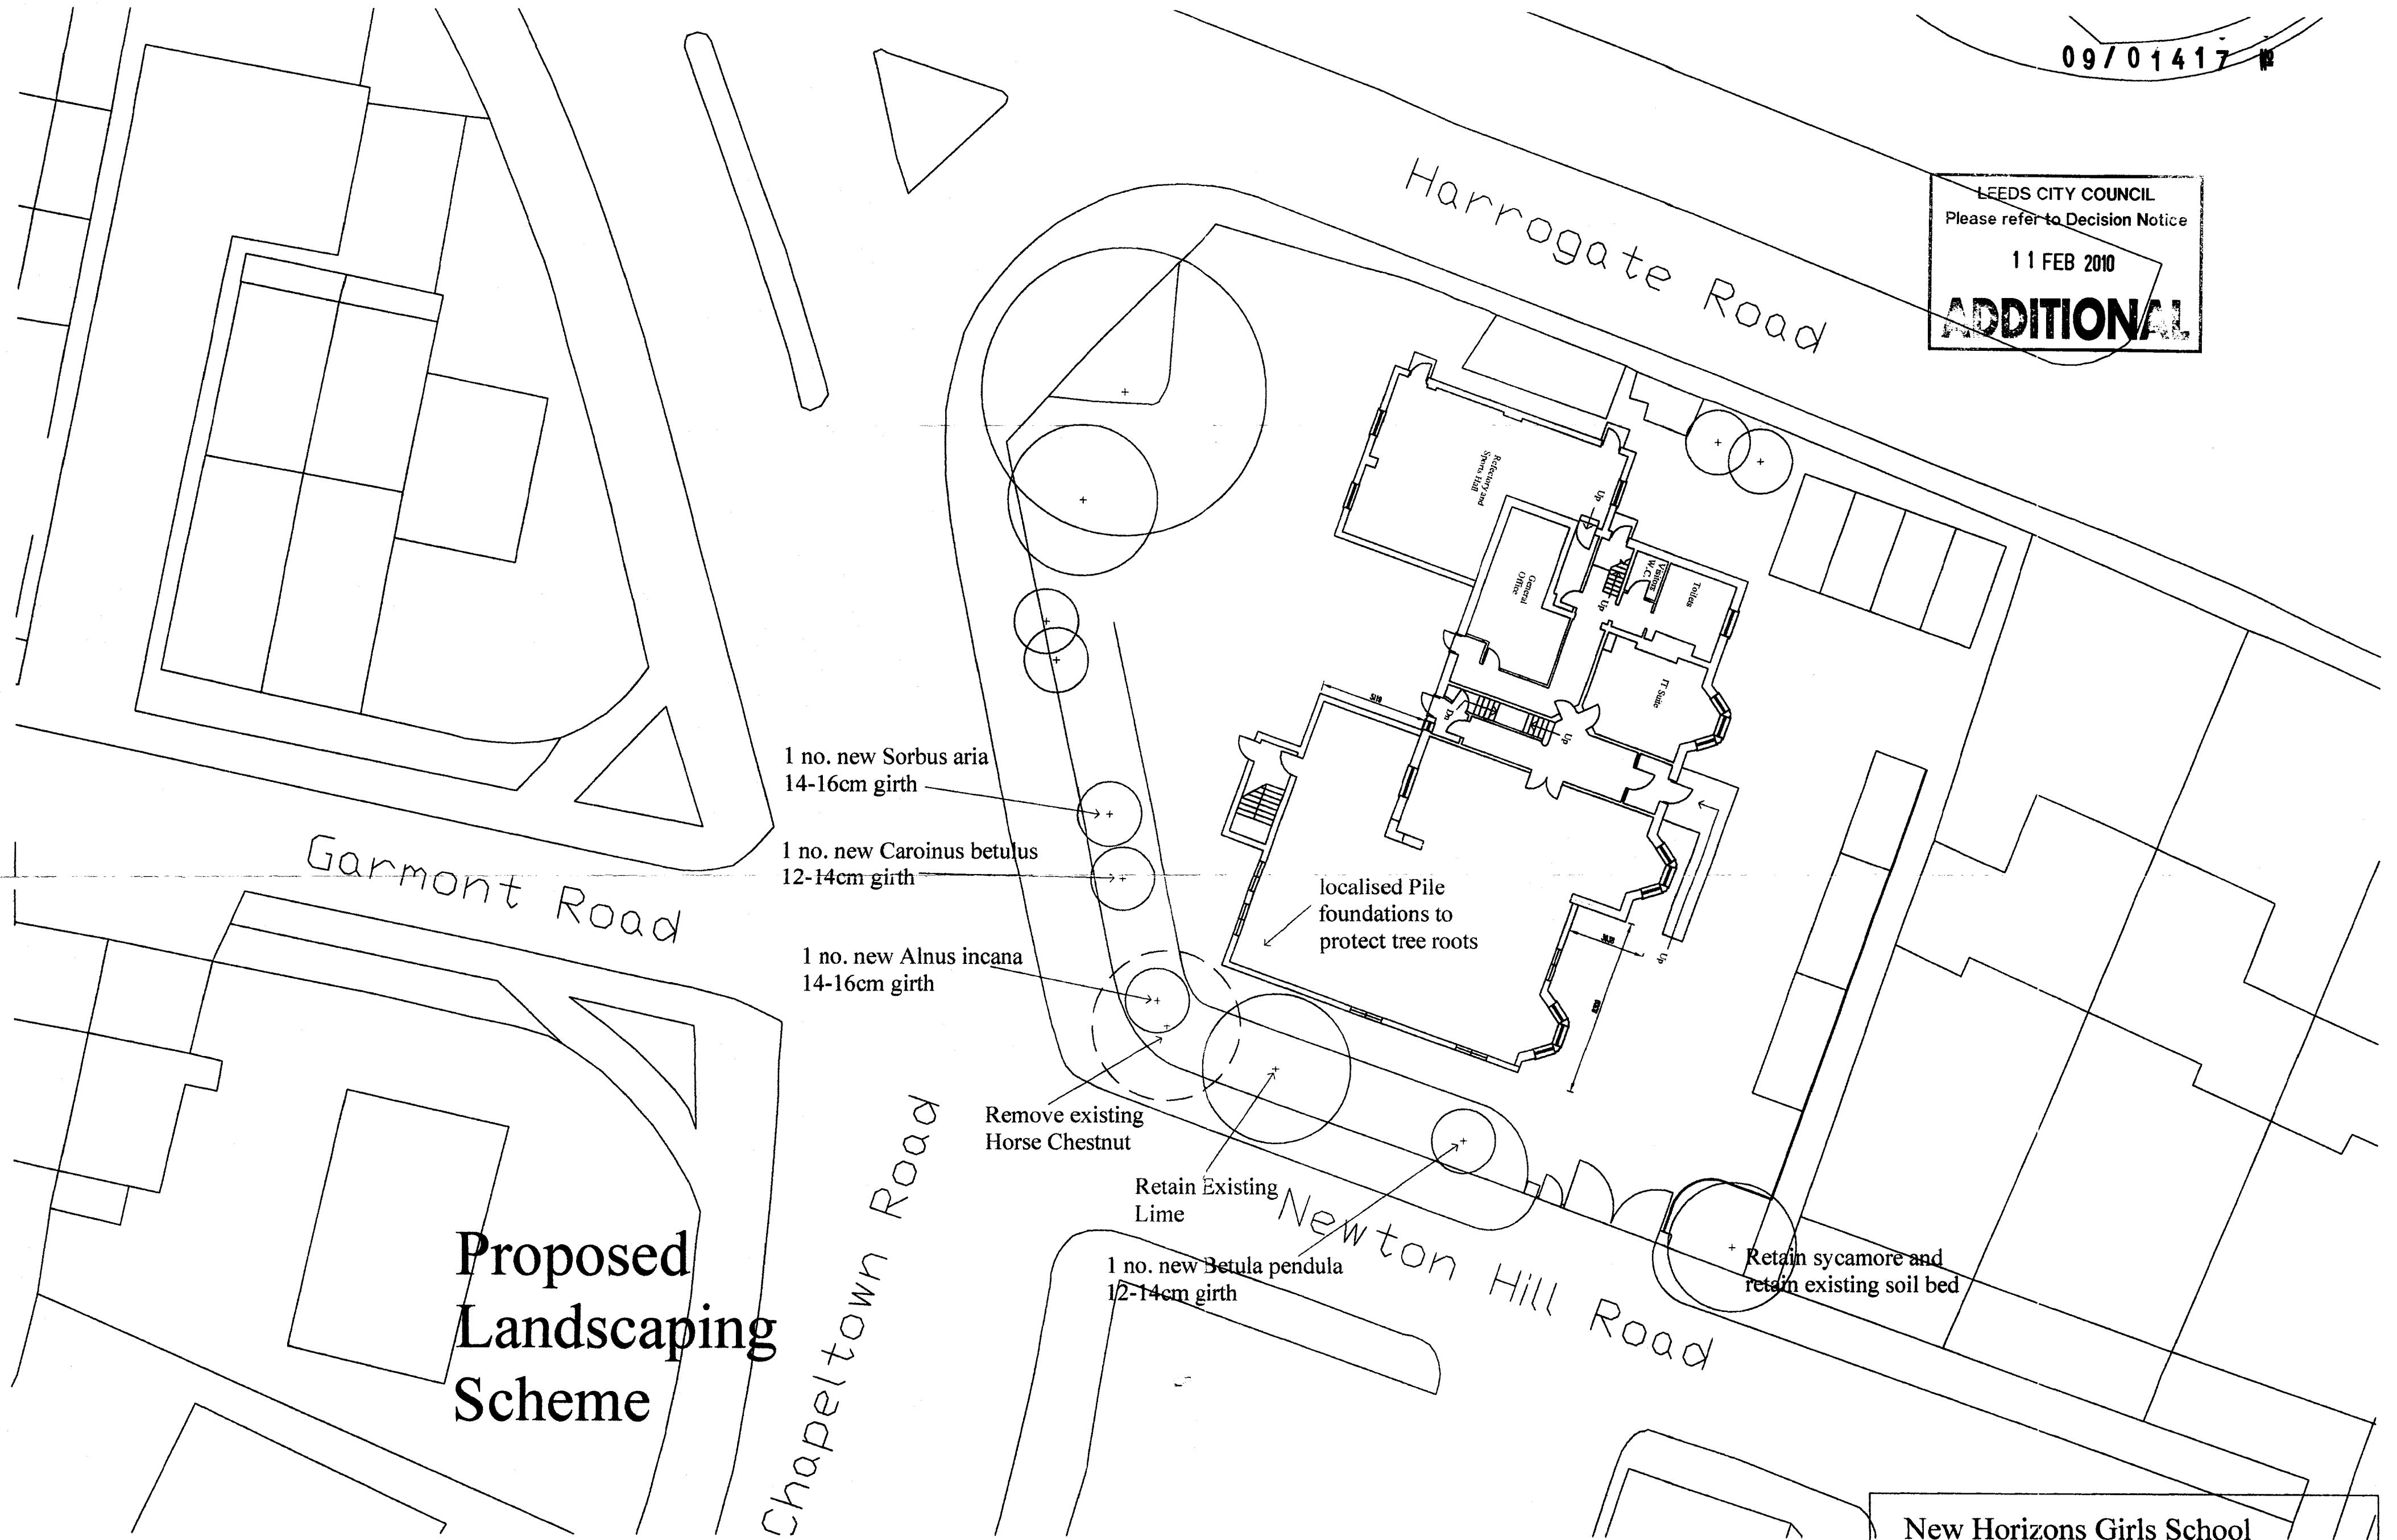 09/01417
LEEDS CITY COUNCIL
Please refer to Decision Notice
11 FEB 2010
ADDITIONAL
Harrogate Road
Refectory and
Sports Hall
Up
General
Office
Visitors
W.C.
Toilets
Up
IT Suite
Dn
Up
1 no. new Sorbus aria
14-16cm girth
1 no. new Caroinus betulus
12-14cm girth
Garmont Road
localised Pile
foundations to
protect tree roots
Up
1 no. new Alnus incana
14-16cm girth
Remove existing
Horse Chestnut
Retain Existing
Lime
Newton Hill Road
1 no. new Betula pendula
12-14cm girth
Retain sycamore and
retain existing soil bed
Chapeltown Road
Proposed
Landscaping
Scheme
New Horizons Girls School